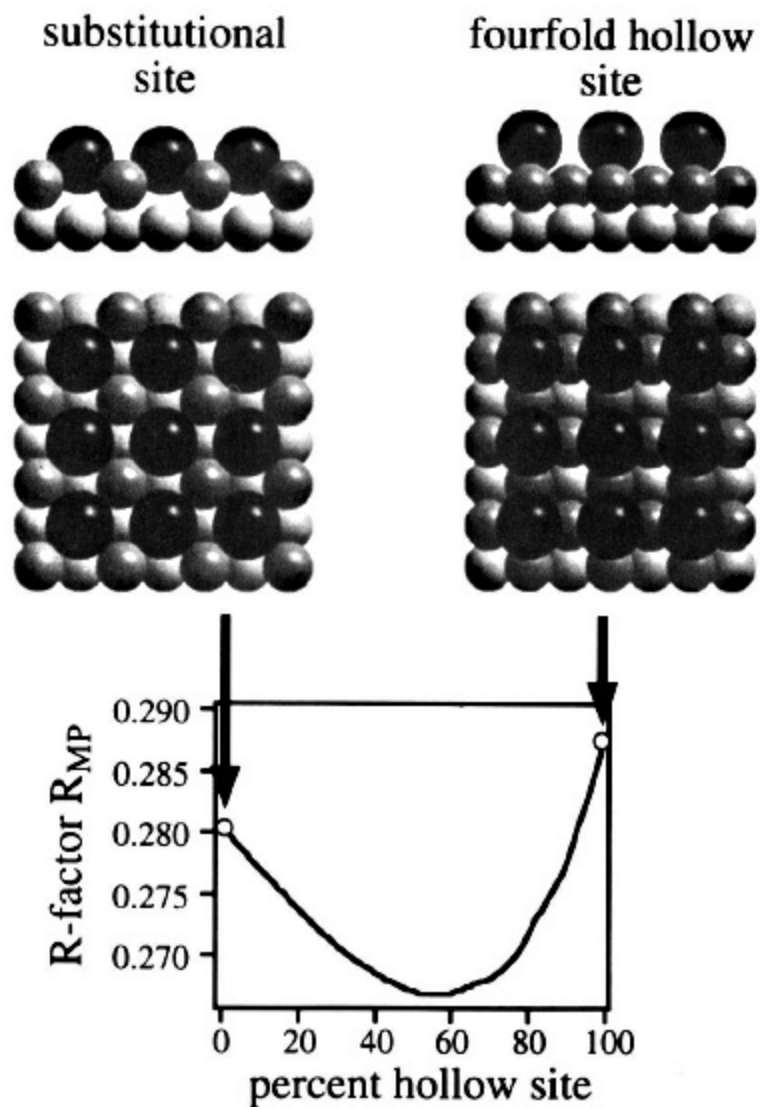 substitutional
site
fourfold hollow
site
0.290
0.285
0.280
0.275
0.270
R-factor R_MP
0 20 40 60 80 100
percent hollow site